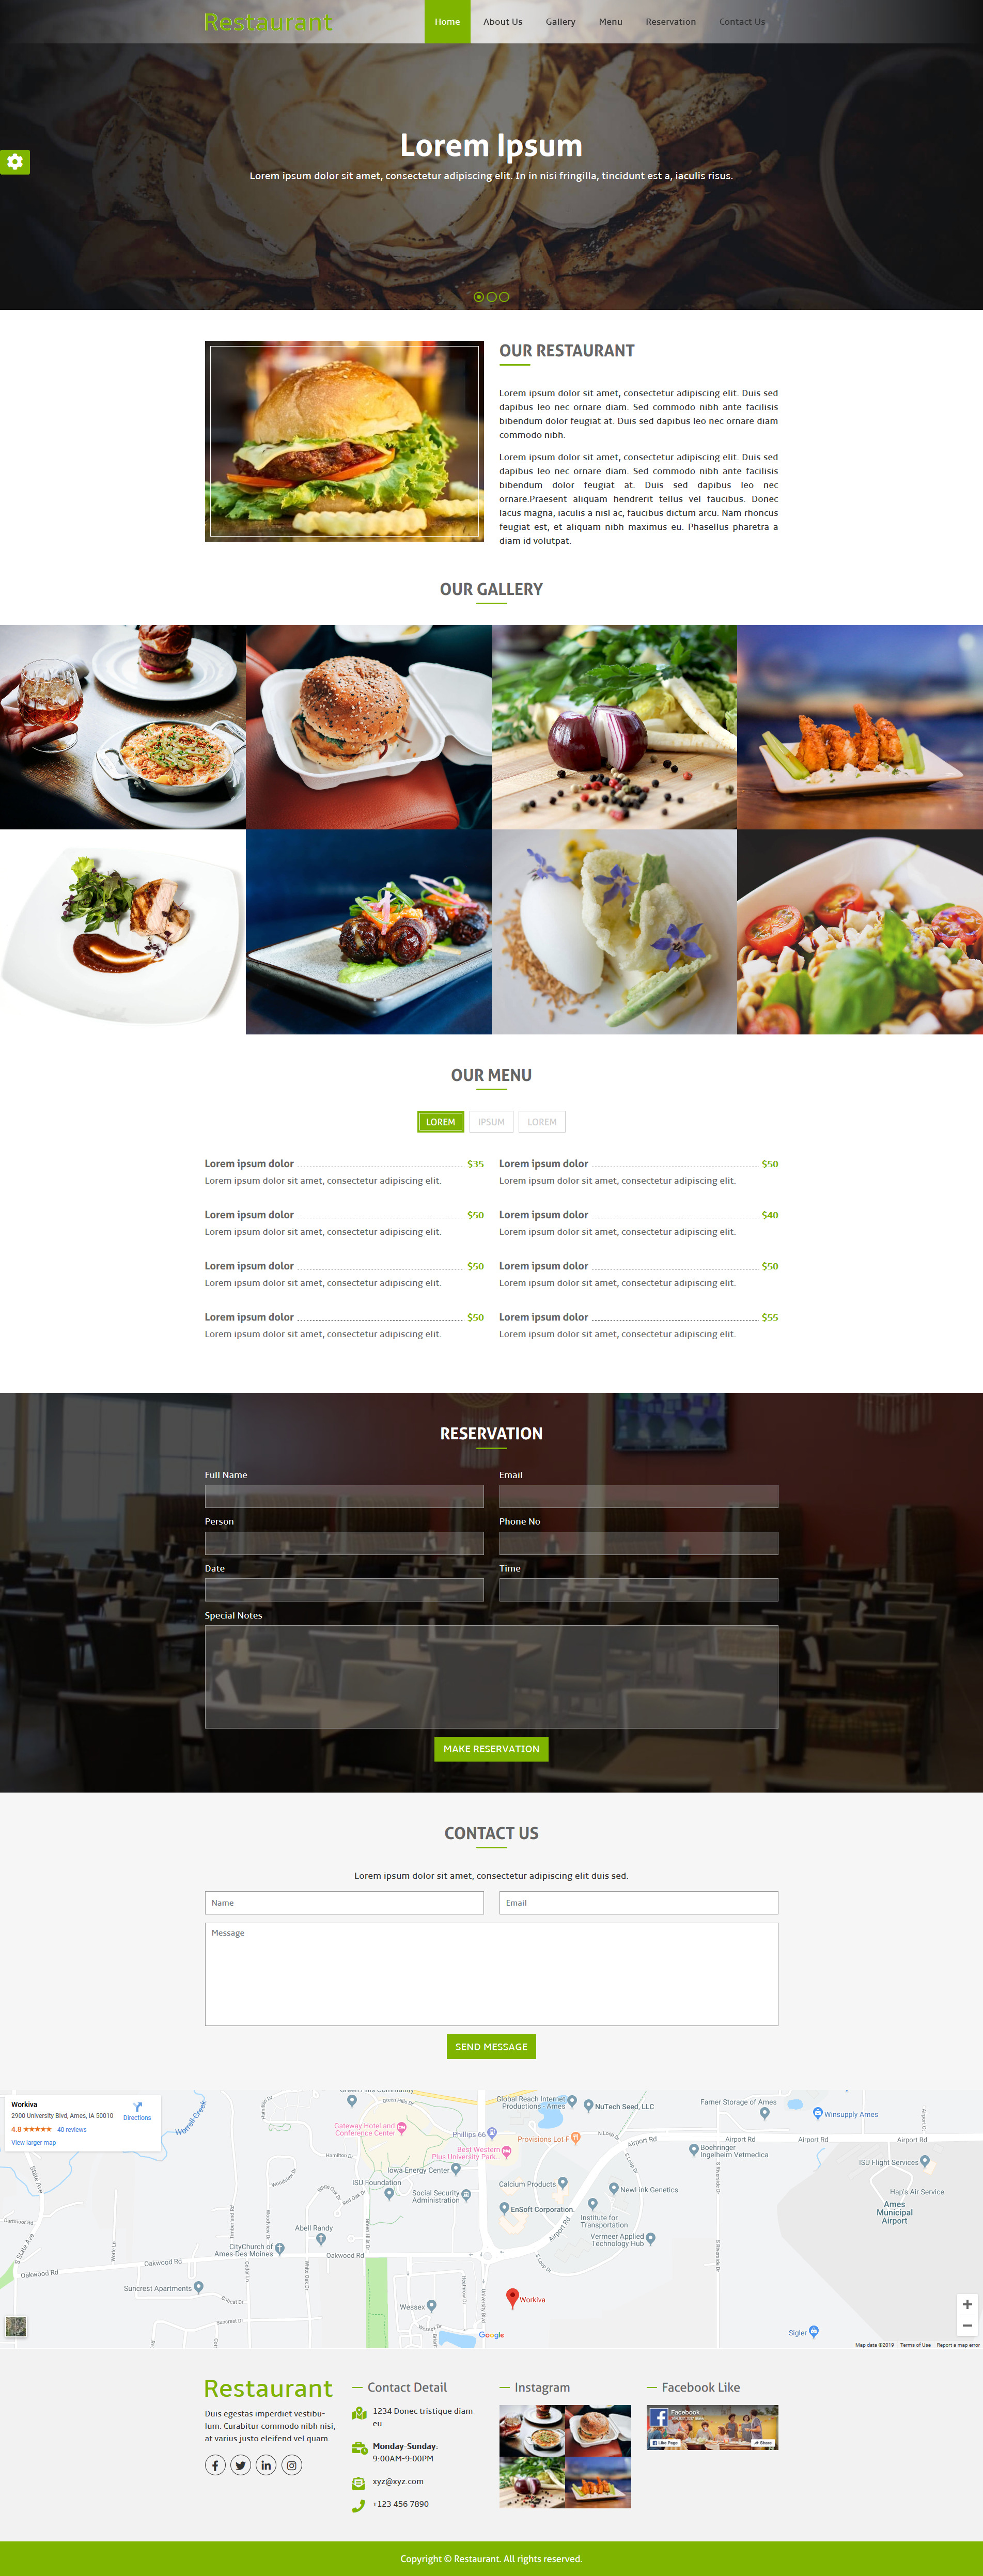 Restaurant
Home About Us Gallery Menu Reservation Contact Us
Lorem Ipsum
Lorem ipsum dolor sit amet, consectetur adipiscing elit. In in nisi fringilla, tincidunt est a, iaculis risus.
OUR RESTAURANT
Lorem ipsum dolor sit amet, consectetur adipiscing elit. Duis sed
dapibus leo nec ornare diam. Sed commodo nibh ante facilisis
bibendum dolor feugiat at. Duis sed dapibus leo nec ornare diam
commodo nibh.
Lorem ipsum dolor sit amet, consectetur adipiscing elit. Duis sed
dapibus leo nec ornare diam. Sed commodo nibh ante facilisis
bibendum dolor feugiat at. Duis sed dapibus leo nec
ornare.Praesent aliquam hendrerit tellus vel faucibus. Donec
lacus magna, iaculis a nisl ac, faucibus dictum arcu. Nam rhoncus
feugiat est, et aliquam nibh maximus eu. Phasellus pharetra a
diam id volutpat.
OUR GALLERY
OUR MENU
LOREM IPSUM LOREM
Lorem ipsum dolor $35
Lorem ipsum dolor sit amet, consectetur adipiscing elit.
Lorem ipsum dolor $50
Lorem ipsum dolor sit amet, consectetur adipiscing elit.
Lorem ipsum dolor $50
Lorem ipsum dolor sit amet, consectetur adipiscing elit.
Lorem ipsum dolor $40
Lorem ipsum dolor sit amet, consectetur adipiscing elit.
Lorem ipsum dolor $50
Lorem ipsum dolor sit amet, consectetur adipiscing elit.
Lorem ipsum dolor $50
Lorem ipsum dolor sit amet, consectetur adipiscing elit.
Lorem ipsum dolor $50
Lorem ipsum dolor sit amet, consectetur adipiscing elit.
Lorem ipsum dolor $55
Lorem ipsum dolor sit amet, consectetur adipiscing elit.
RESERVATION
Full Name
Email
Person
Phone No
Date
Time
Special Notes
MAKE RESERVATION
CONTACT US
Lorem ipsum dolor sit amet, consectetur adipiscing elit duis sed.
Name
Email
Message
SEND MESSAGE
Workiva
2900 University Blvd, Ames, IA 50010
Directions
4.8 ★★★★★ 40 reviews
View larger map
Worrell Creek
Gateway Hotel and
Conference Center
Global Reach Internet
Productions - Ames
NuTech Seed, LLC
Farner Storage of Ames
Winsupply Ames
Phillips 66
Provisions Lot F
Best Western
Plus University Park...
Airport Rd
Airport Rd
Airport Rd
Airport Rd
Boehringer
Ingelheim Vetmedica
Iowa Energy Center
ISU Foundation
ISU Flight Services
Calcium Products
NewLink Genetics
Social Security
Administration
Hap's Air Service
Ames
Municipal
Airport
EnSoft Corporation.
Institute for
Transportation
Vermeer Applied
Technology Hub
Abell Randy
CityChurch of
Ames-Des Moines
Oakwood Rd
Oakwood Rd
Oakwood Rd
Airport Rd
S State Ave
Suncrest Apartments
Wessex
Workiva
Google
Sigler
Map data ©2019 Terms of Use Report a map error
Restaurant
Duis egestas imperdiet vestibu-
lum. Curabitur commodo nibh nisi,
at varius justo eleifend vel quam.
Contact Detail
1234 Donec tristique diam
eu
Monday-Sunday:
9:00AM-9:00PM
xyz@xyz.com
+123 456 7890
Instagram
Facebook Like
Facebook
Like Page
Share
Copyright © Restaurant. All rights reserved.